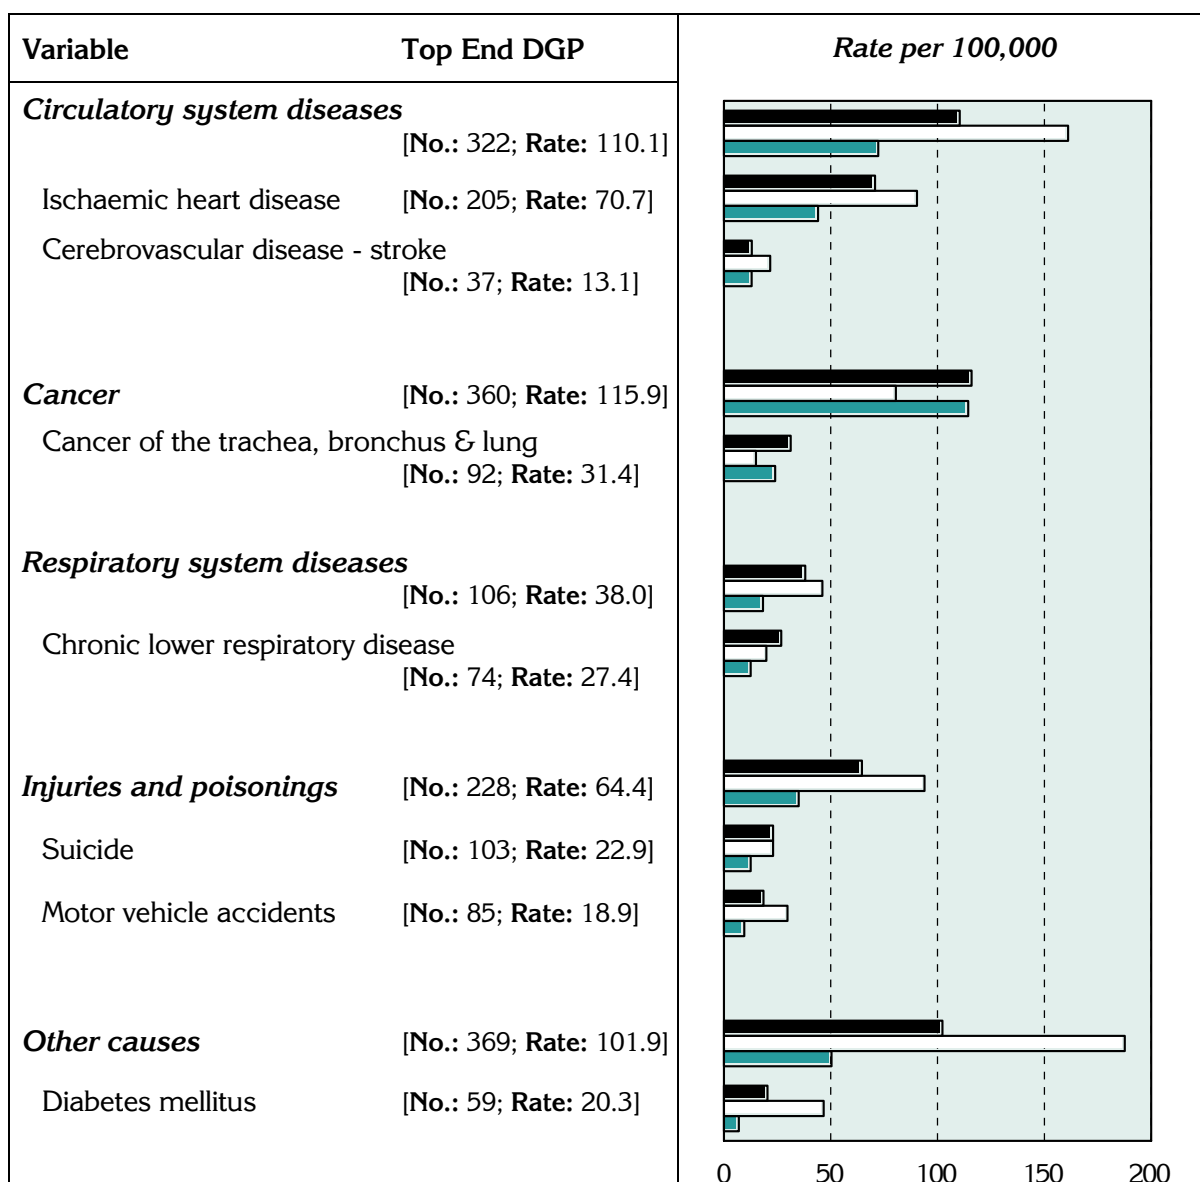 Variable Top End DGP Rate per 100,000
Circulatory system diseases
[No.: 322; Rate: 110.1]
Ischaemic heart disease [No.: 205; Rate: 70.7]
Cerebrovascular disease - stroke
[No.: 37; Rate: 13.1]
Cancer [No.: 360; Rate: 115.9]
Cancer of the trachea, bronchus & lung
[No.: 92; Rate: 31.4]
Respiratory system diseases
[No.: 106; Rate: 38.0]
Chronic lower respiratory disease
[No.: 74; Rate: 27.4]
Injuries and poisonings [No.: 228; Rate: 64.4]
Suicide [No.: 103; Rate: 22.9]
Motor vehicle accidents [No.: 85; Rate: 18.9]
Other causes [No.: 369; Rate: 101.9]
Diabetes mellitus [No.: 59; Rate: 20.3]
0 50 100 150 200